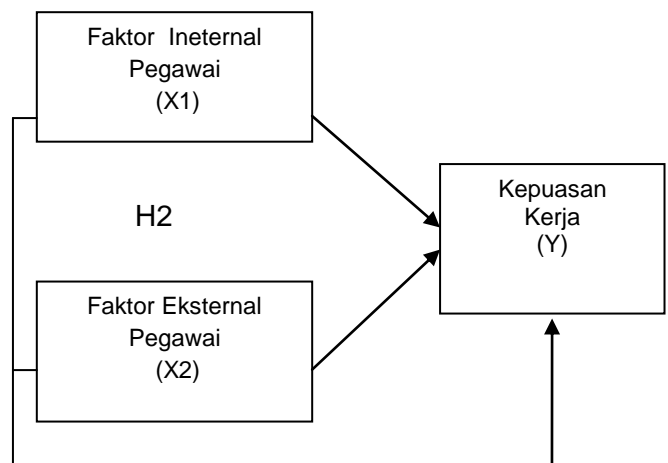 Faktor Ineternal
Pegawai
(X1)
H2
Kepuasan
Kerja
(Y)
Faktor Eksternal
Pegawai
(X2)